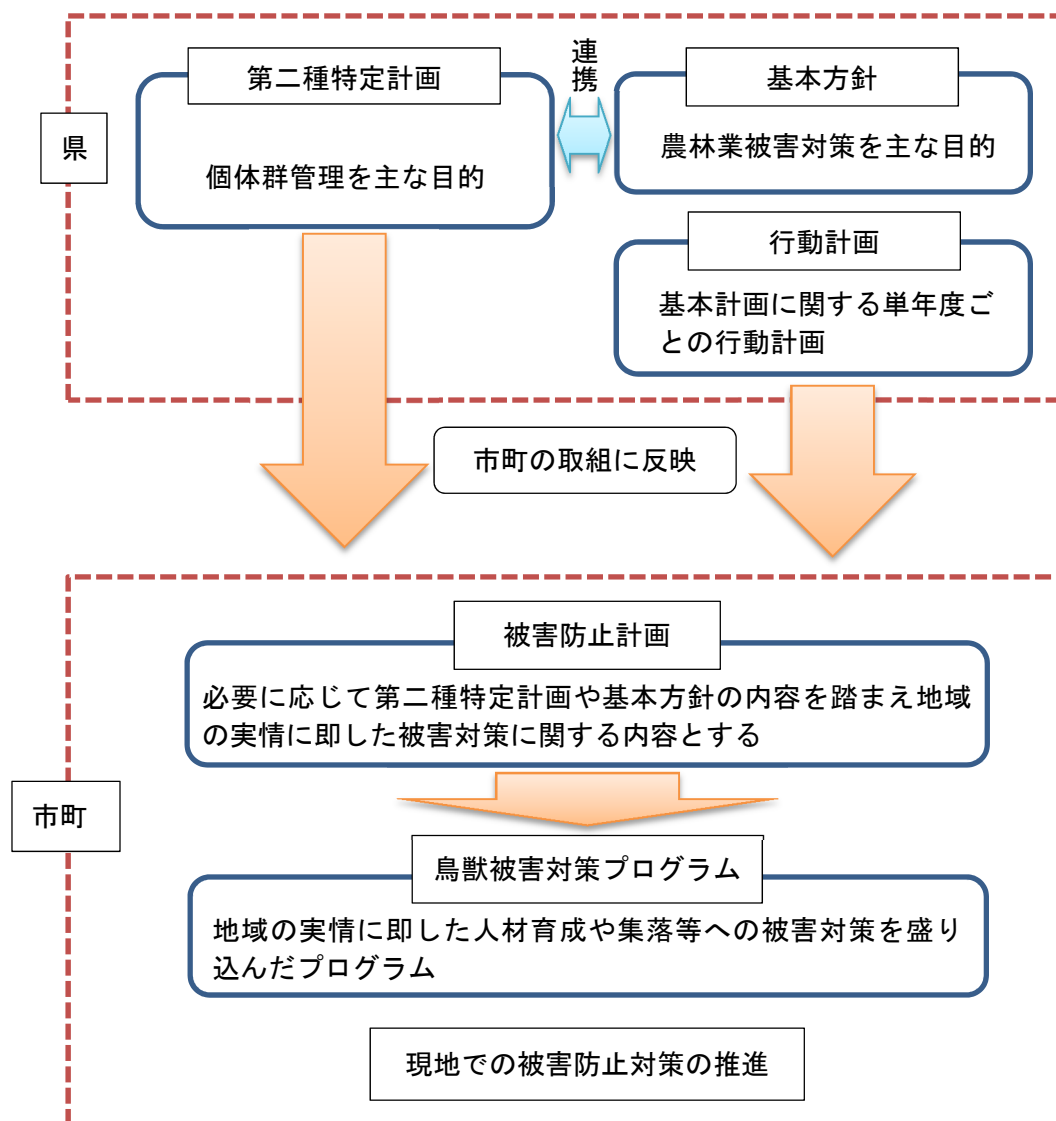 県
第二種特定計画
個体群管理を主な目的
連携
基本方針
農林業被害対策を主な目的
行動計画
基本計画に関する単年度ご
との行動計画
市町の取組に反映
市町
被害防止計画
必要に応じて第二種特定計画や基本方針の内容を踏まえ地域
の実情に即した被害対策に関する内容とする
鳥獣被害対策プログラム
地域の実情に即した人材育成や集落等への被害対策を盛り
込んだプログラム
現地での被害防止対策の推進